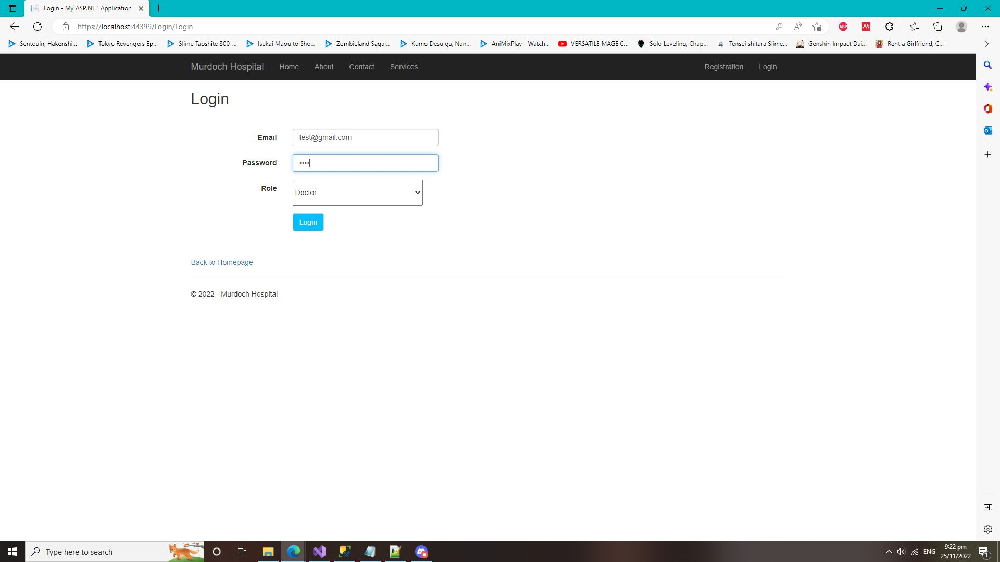 Login - My ASP.NET Application
https://localhost:44399/Login/Login
Sentouin, Hakenshi... Tokyo Revengers Ep... Slime Taoshite 300-... Isekai Maou to Sho... Zombieland Saga:... Kumo Desu ga, Nan... AniMixPlay - Watch... VERSATILE MAGE C... Solo Leveling, Chap... Tensei shitara Slime... Genshin Impact Dai... Rent a Girlfriend, C...
Murdoch Hospital Home About Contact Services Registration Login
Login
Email test@gmail.com
Password ••••
Role Doctor
Login
Back to Homepage
© 2022 - Murdoch Hospital
Type here to search
ENG
9:22 pm
25/11/2022
1
ABP